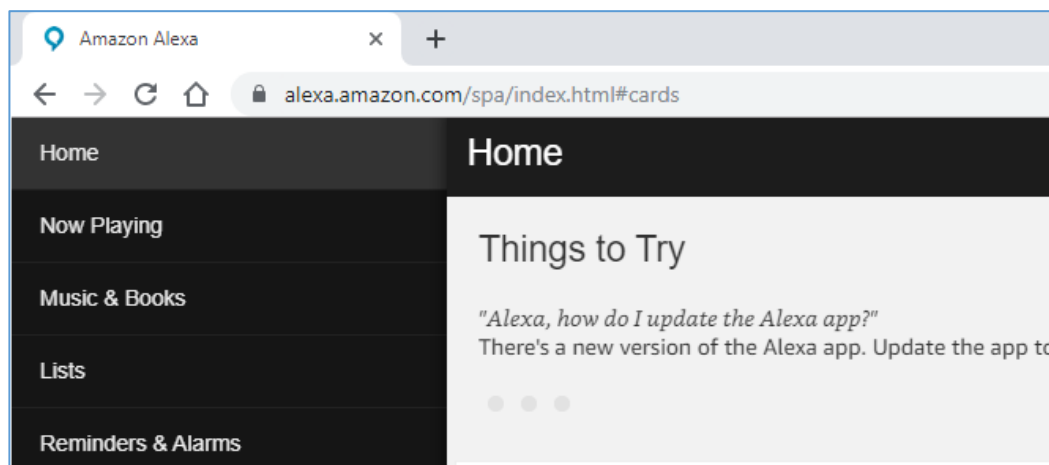 Amazon Alexa
alexa.amazon.com/spa/index.html#cards
Home
Now Playing
Music & Books
Lists
Reminders & Alarms
Home
Things to Try
"Alexa, how do I update the Alexa app?"
There's a new version of the Alexa app. Update the app to